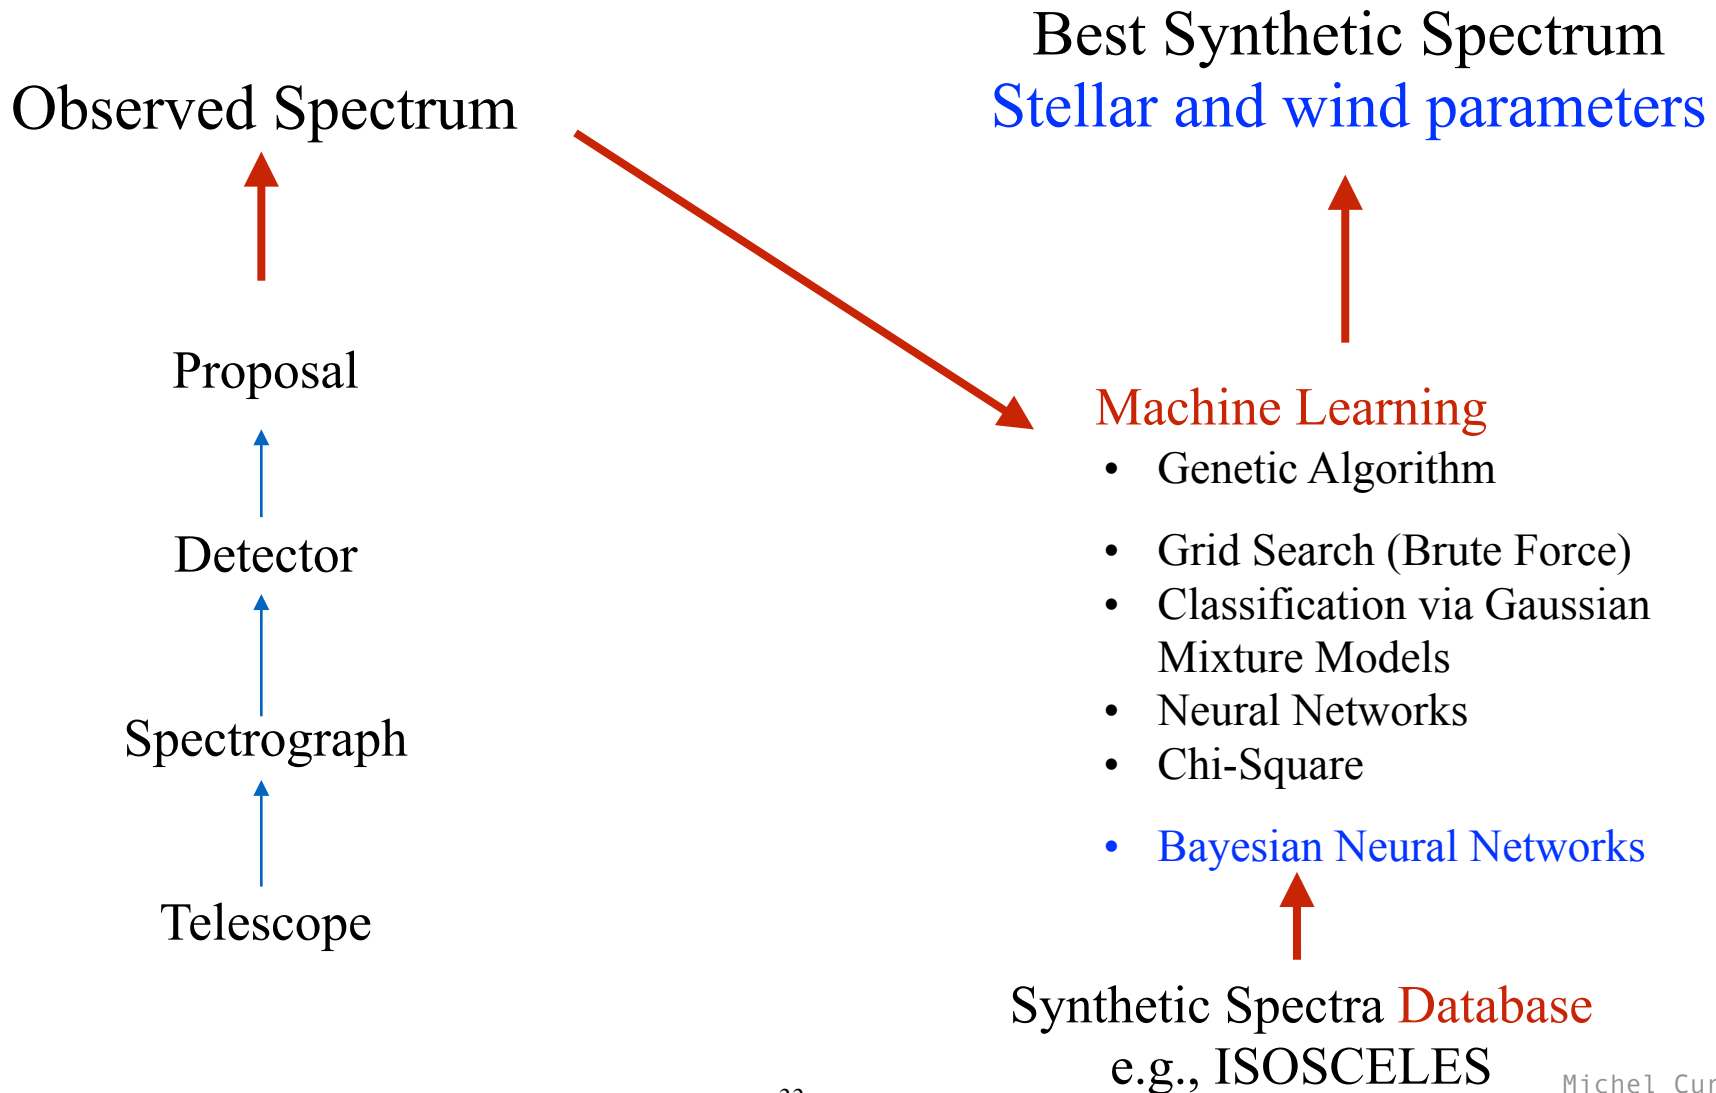 Observed Spectrum
Proposal
Detector
Spectrograph
Telescope
Best Synthetic Spectrum
Stellar and wind parameters
Machine Learning
• Genetic Algorithm
• Grid Search (Brute Force)
• Classification via Gaussian
Mixture Models
• Neural Networks
• Chi-Square
• Bayesian Neural Networks
Synthetic Spectra Database
e.g., ISOSCELES
Michel